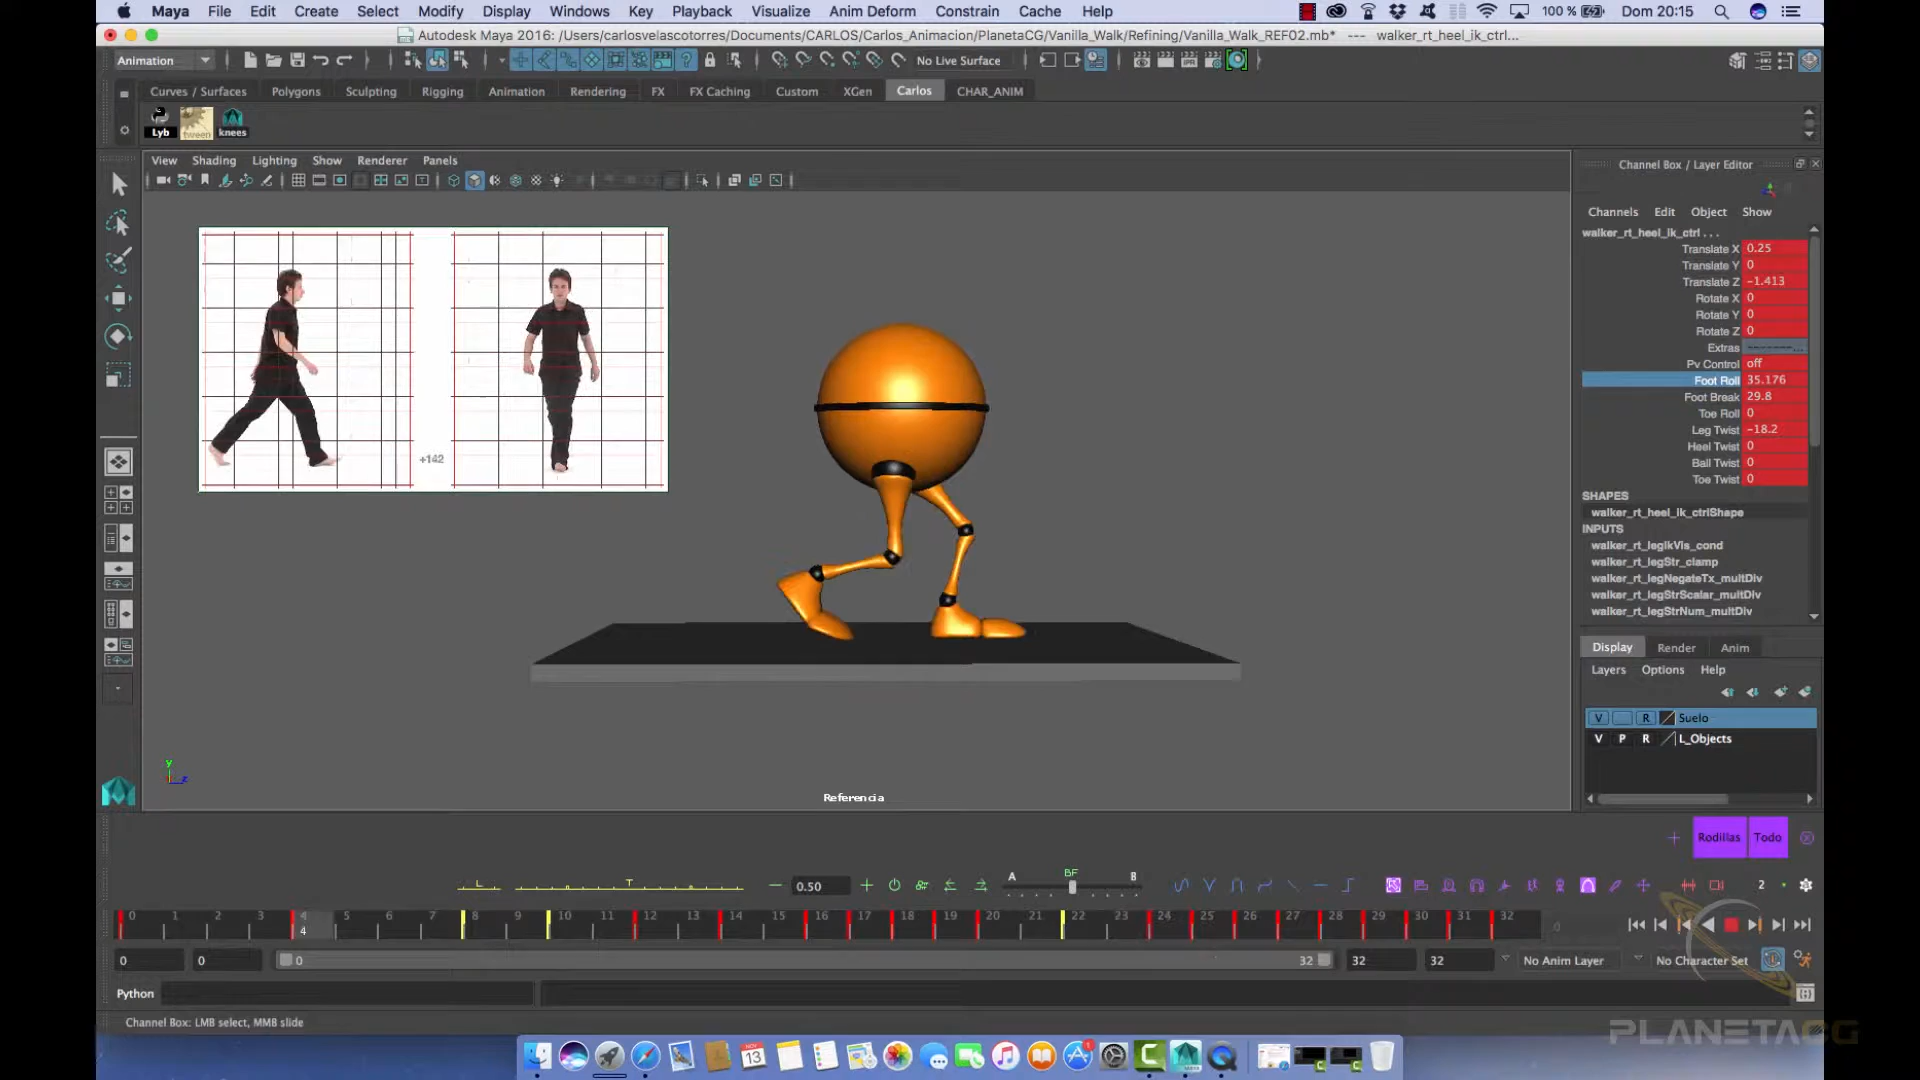 Maya File Edit Create Select Modify Display Windows Key Playback Visualize Anim Deform Constrain Cache Help 100 % Dom 20:15
Autodesk Maya 2016: /Users/carlosvelascotorres/Documents/CARLOS/Carlos_Animacion/PlanetaCG/Vanilla_Walk/Refining/Vanilla_Walk_REF02.mb* --- walker_rt_heel_ik_ctrl...
Animation No Live Surface
Curves / Surfaces Polygons Sculpting Rigging Animation Rendering FX FX Caching Custom XGen Carlos CHAR_ANIM
Lyb tween knees
View Shading Lighting Show Renderer Panels
Channel Box / Layer Editor
Channels Edit Object Show
walker_rt_heel_ik_ctrl . . .
Translate X 0.25
Translate Y 0
Translate Z -1.413
Rotate X 0
Rotate Y 0
Rotate Z 0
Extras --------...
Pv Control off
Foot Roll 35.176
Foot Break 29.8
Toe Roll 0
Leg Twist -18.2
Heel Twist 0
Ball Twist 0
Toe Twist 0
SHAPES
walker_rt_heel_ik_ctrlShape
INPUTS
walker_rt_legIkVis_cond
walker_rt_legStr_clamp
walker_rt_legNegateTx_multDiv
walker_rt_legStrScalar_multDiv
walker_rt_legStrNum_multDiv
+142
Display Render Anim
Layers Options Help
V R Suelo
V P R L_Objects
y
z
Referencia
Rodillas Todo
L T 0.50 A BF B 2
0 1 2 3 4 5 6 7 8 9 10 11 12 13 14 15 16 17 18 19 20 21 22 23 24 25 26 27 28 29 30 31 32 0
4
0 0 0 32 32 32 No Anim Layer No Character Set
Python
Channel Box: LMB select, MMB slide
PLANETACG
NOV
13
1